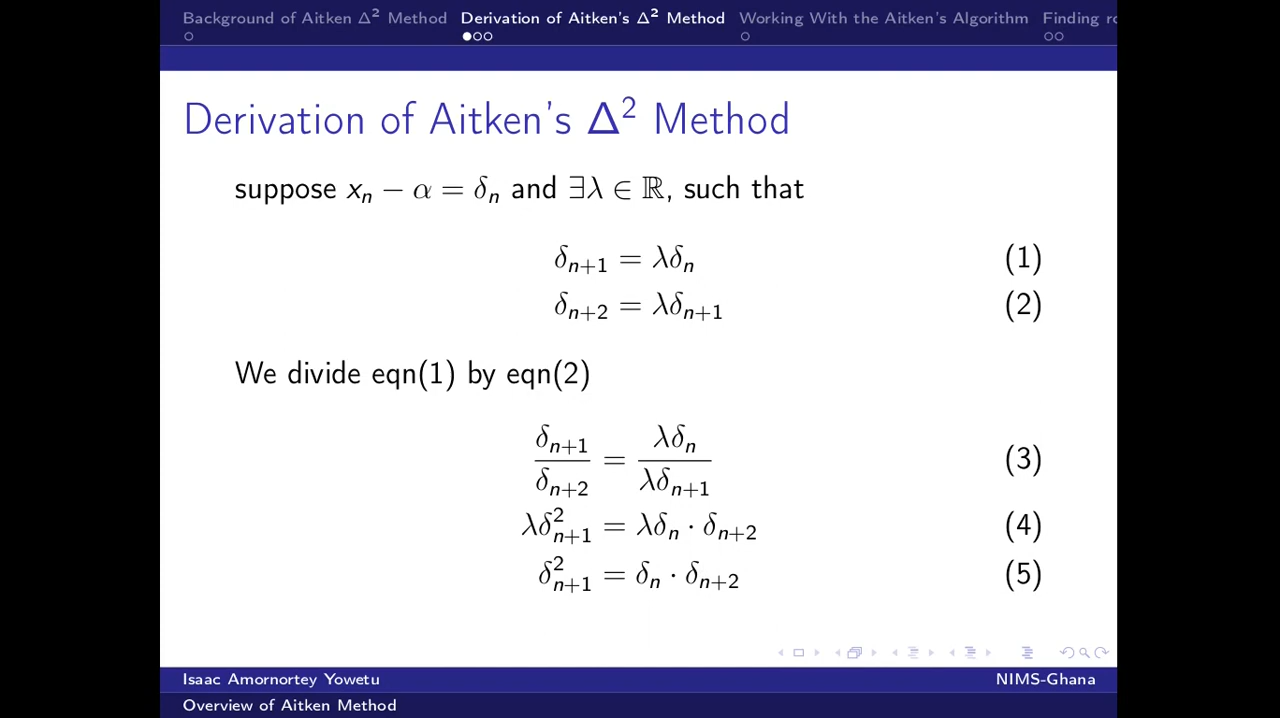 Background of Aitken Δ² Method Derivation of Aitken's Δ² Method Working With the Aitken's Algorithm Finding
Derivation of Aitken's Δ² Method
suppose xₙ − α = δₙ and ∃λ ∈ ℝ, such that
δₙ₊₁ = λδₙ (1)
δₙ₊₂ = λδₙ₊₁ (2)
We divide eqn(1) by eqn(2)
δₙ₊₁/δₙ₊₂ = λδₙ/λδₙ₊₁ (3)
λδ²ₙ₊₁ = λδₙ · δₙ₊₂ (4)
δ²ₙ₊₁ = δₙ · δₙ₊₂ (5)
Isaac Amornortey Yowetu NIMS-Ghana
Overview of Aitken Method